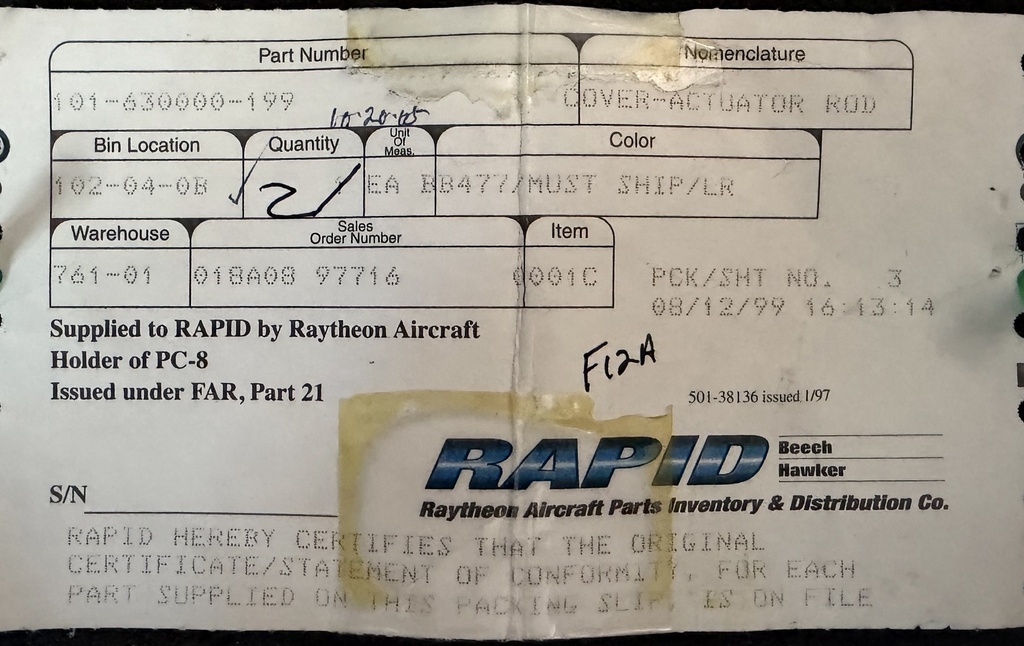 Part Number Nomenclature
101-630000-199 COVER-ACTUATOR ROD
10-20-05
Bin Location Quantity Unit Of Meas. Color
102-04-0B 2 EA BB477/MUST SHIP/LR
Warehouse Sales Order Number Item
761-01 018A08 97716 0001C PCK/SHT NO. 3
08/12/99 16:13:14
Supplied to RAPID by Raytheon Aircraft
Holder of PC-8
Issued under FAR, Part 21
F12A
501-38136 issued 1/97
RAPID Beech
Hawker
Raytheon Aircraft Parts Inventory & Distribution Co.
S/N
RAPID HEREBY CERTIFIES THAT THE ORIGINAL
CERTIFICATE/STATEMENT OF CONFORMITY, FOR EACH
PART SUPPLIED ON THIS PACKING SLIP, IS ON FILE